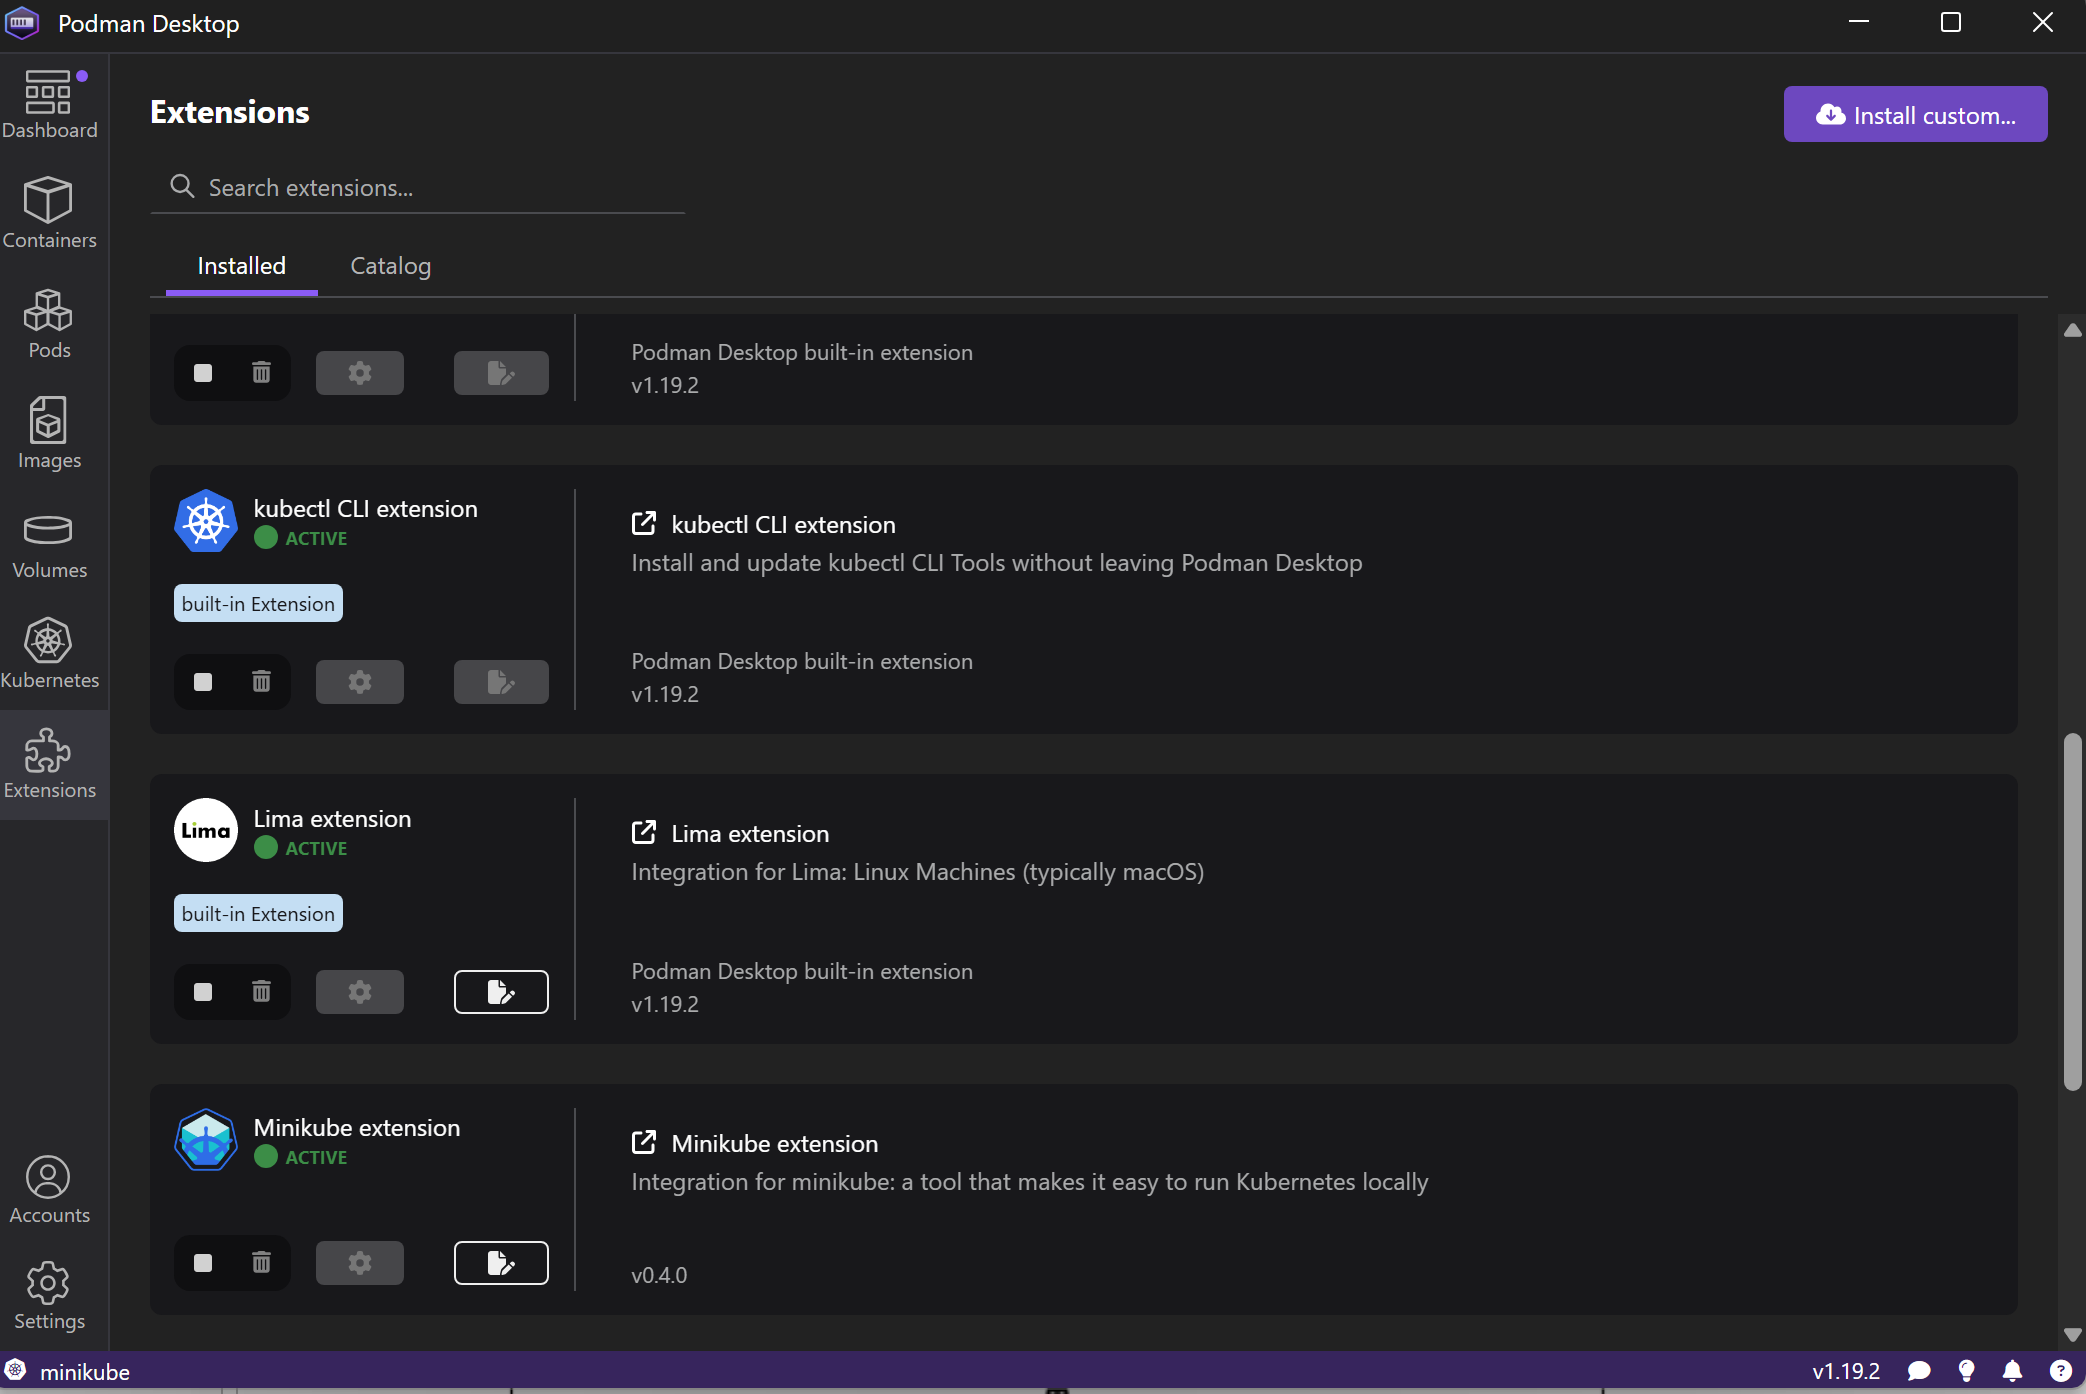 Podman Desktop
Dashboard
Containers
Pods
Images
Volumes
Kubernetes
Extensions
Accounts
Settings
Extensions
Install custom...
Search extensions...
Installed
Catalog
Podman Desktop built-in extension
v1.19.2
kubectl CLI extension
ACTIVE
built-in Extension
kubectl CLI extension
Install and update kubectl CLI Tools without leaving Podman Desktop
Podman Desktop built-in extension
v1.19.2
Lima
Lima extension
ACTIVE
built-in Extension
Lima extension
Integration for Lima: Linux Machines (typically macOS)
Podman Desktop built-in extension
v1.19.2
Minikube extension
ACTIVE
Minikube extension
Integration for minikube: a tool that makes it easy to run Kubernetes locally
v0.4.0
minikube
v1.19.2